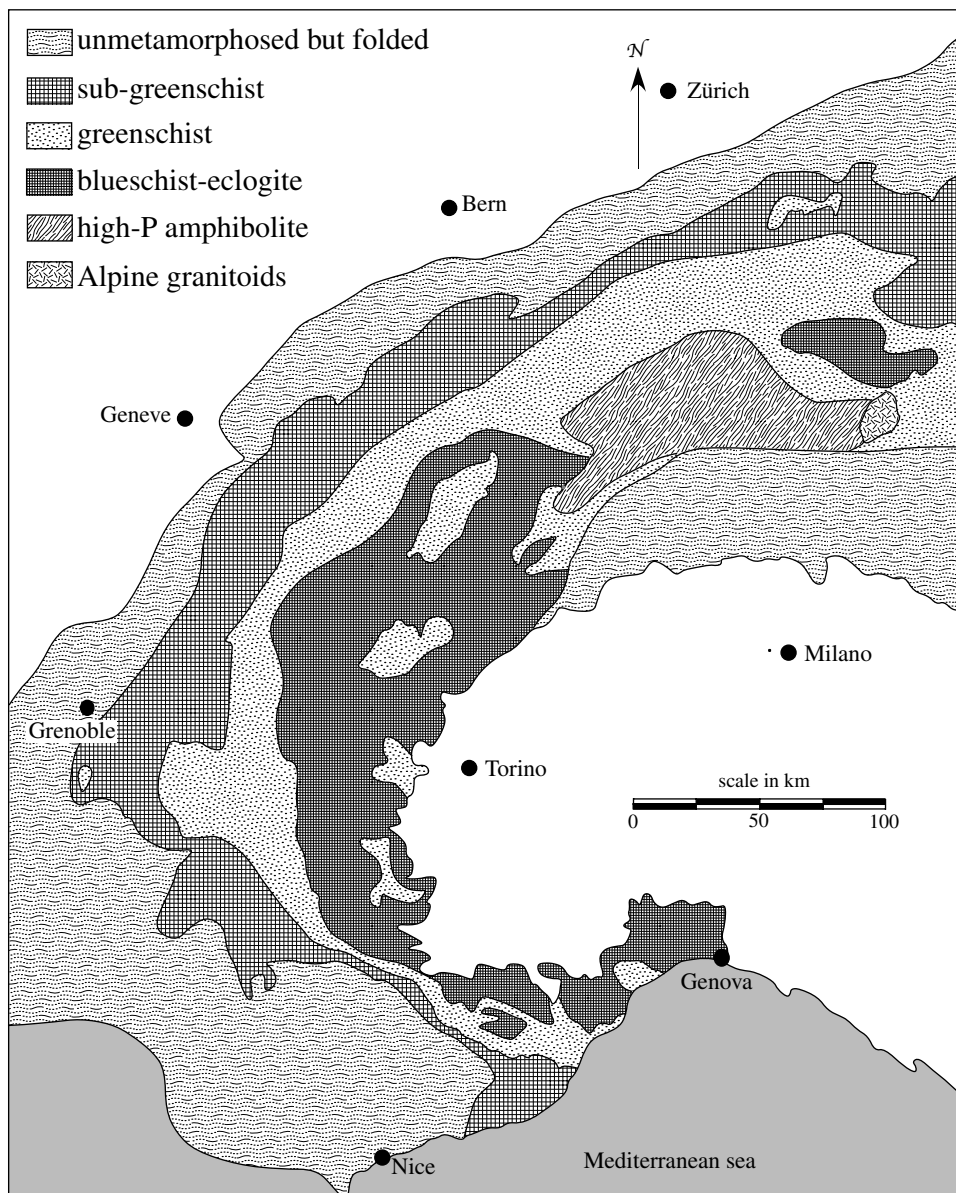 unmetamorphosed but folded
sub-greenschist
greenschist
blueschist-eclogite
high-P amphibolite
Alpine granitoids
N
Zürich
Bern
Geneve
Milano
Grenoble
Torino
scale in km
0 50 100
Genova
Nice
Mediterranean sea